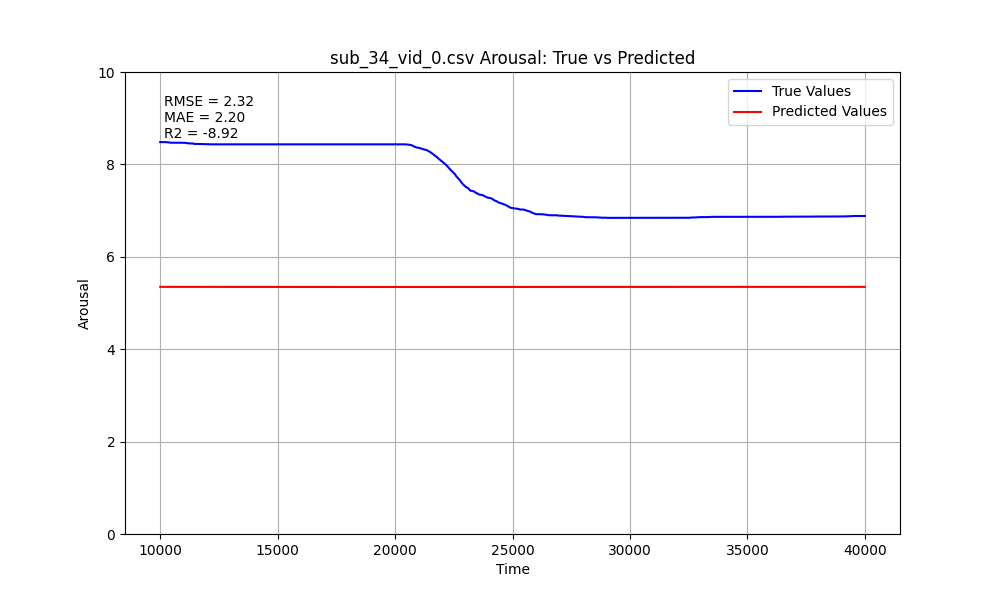 sub_34_vid_0.csv Arousal: True vs Predicted
RMSE = 2.32
MAE = 2.20
R2 = -8.92
True Values
Predicted Values
10
8
6
4
2
0
Arousal
10000 15000 20000 25000 30000 35000 40000
Time